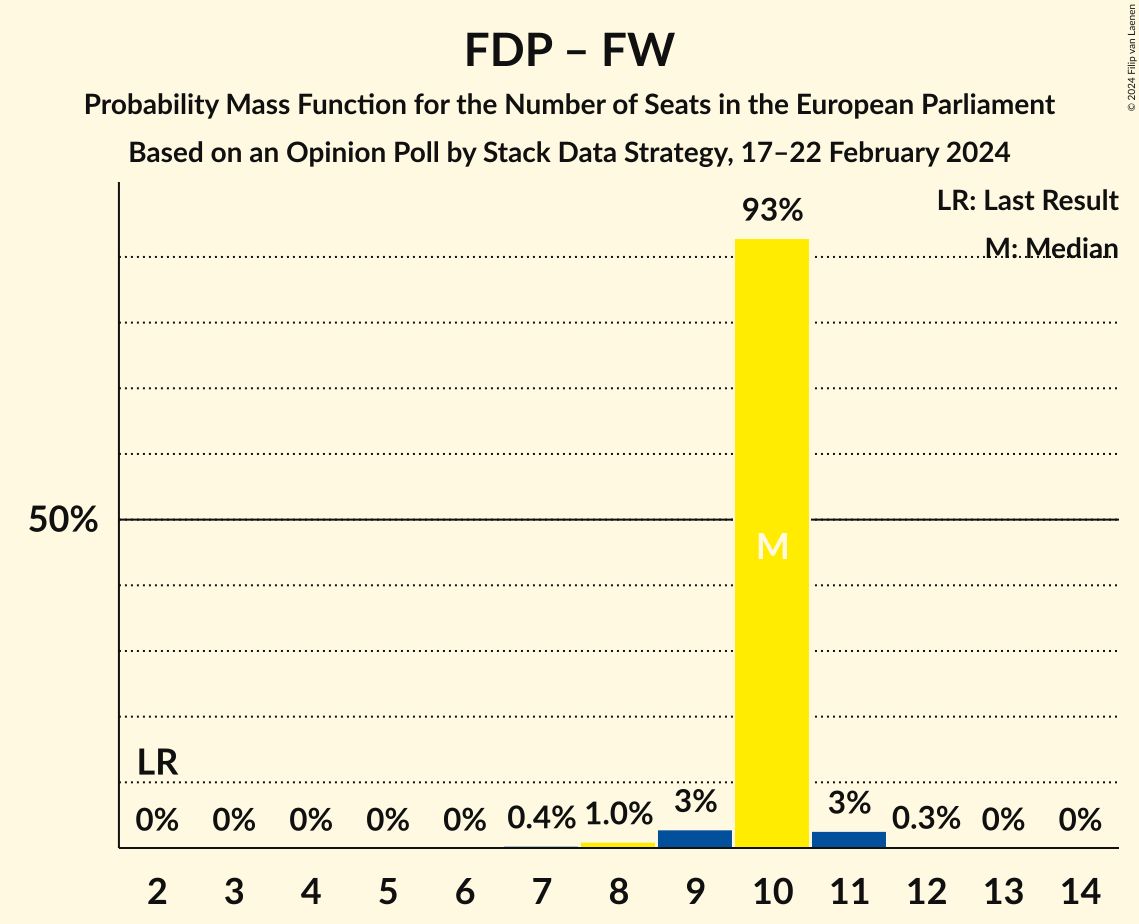 FDP – FW
Probability Mass Function for the Number of Seats in the European Parliament
Based on an Opinion Poll by Stack Data Strategy, 17–22 February 2024
© 2024 Filip van Laenen
LR: Last Result
M: Median
93%
50%
M
LR
0% 0% 0% 0% 0% 0.4% 1.0% 3% 3% 0.3% 0% 0%
2 3 4 5 6 7 8 9 10 11 12 13 14